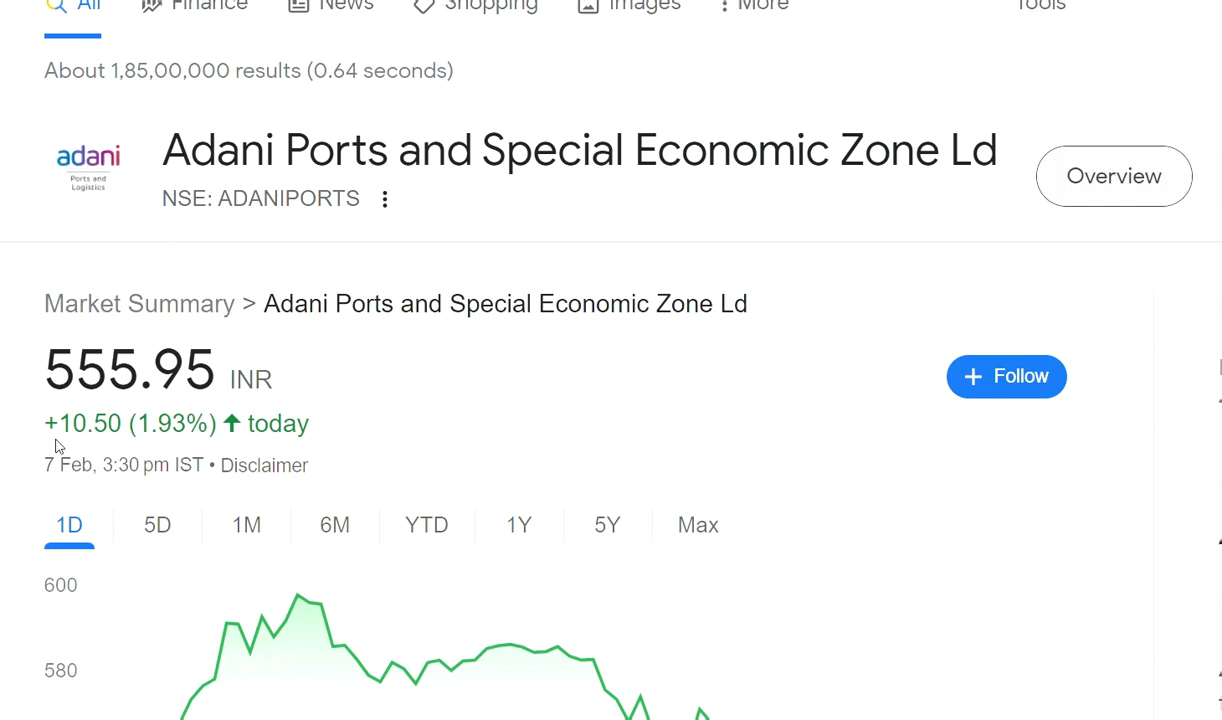 All Finance News Shopping Images More Tools
About 1,85,00,000 results (0.64 seconds)
adani
Ports and
Logistics
Adani Ports and Special Economic Zone Ld
NSE: ADANIPORTS
Overview
Market Summary > Adani Ports and Special Economic Zone Ld
555.95 INR
+ Follow
+10.50 (1.93%) today
7 Feb, 3:30 pm IST • Disclaimer
1D 5D 1M 6M YTD 1Y 5Y Max
600
580